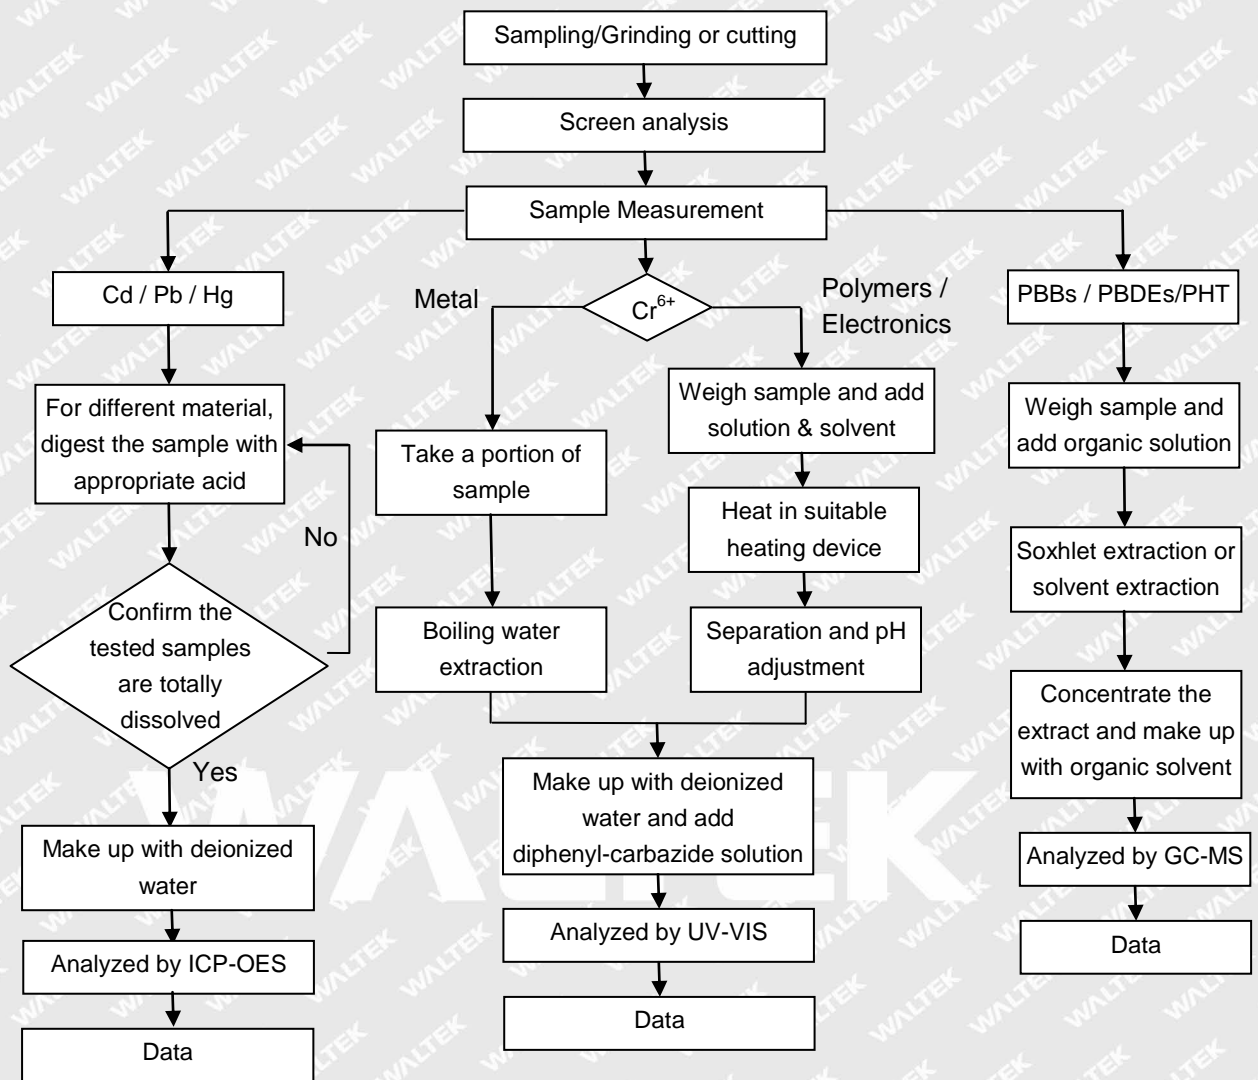 Sampling/Grinding or cutting
Screen analysis
Sample Measurement
Cd / Pb / Hg
For different material,
digest the sample with
appropriate acid
No
Confirm the
tested samples
are totally
dissolved
Yes
Make up with deionized
water
Analyzed by ICP-OES
Data
Cr6+
Metal
Take a portion of
sample
Boiling water
extraction
Polymers /
Electronics
Weigh sample and add
solution & solvent
Heat in suitable
heating device
Separation and pH
adjustment
Make up with deionized
water and add
diphenyl-carbazide solution
Analyzed by UV-VIS
Data
PBBs / PBDEs/PHT
Weigh sample and
add organic solution
Soxhlet extraction or
solvent extraction
Concentrate the
extract and make up
with organic solvent
Analyzed by GC-MS
Data
WALTEK